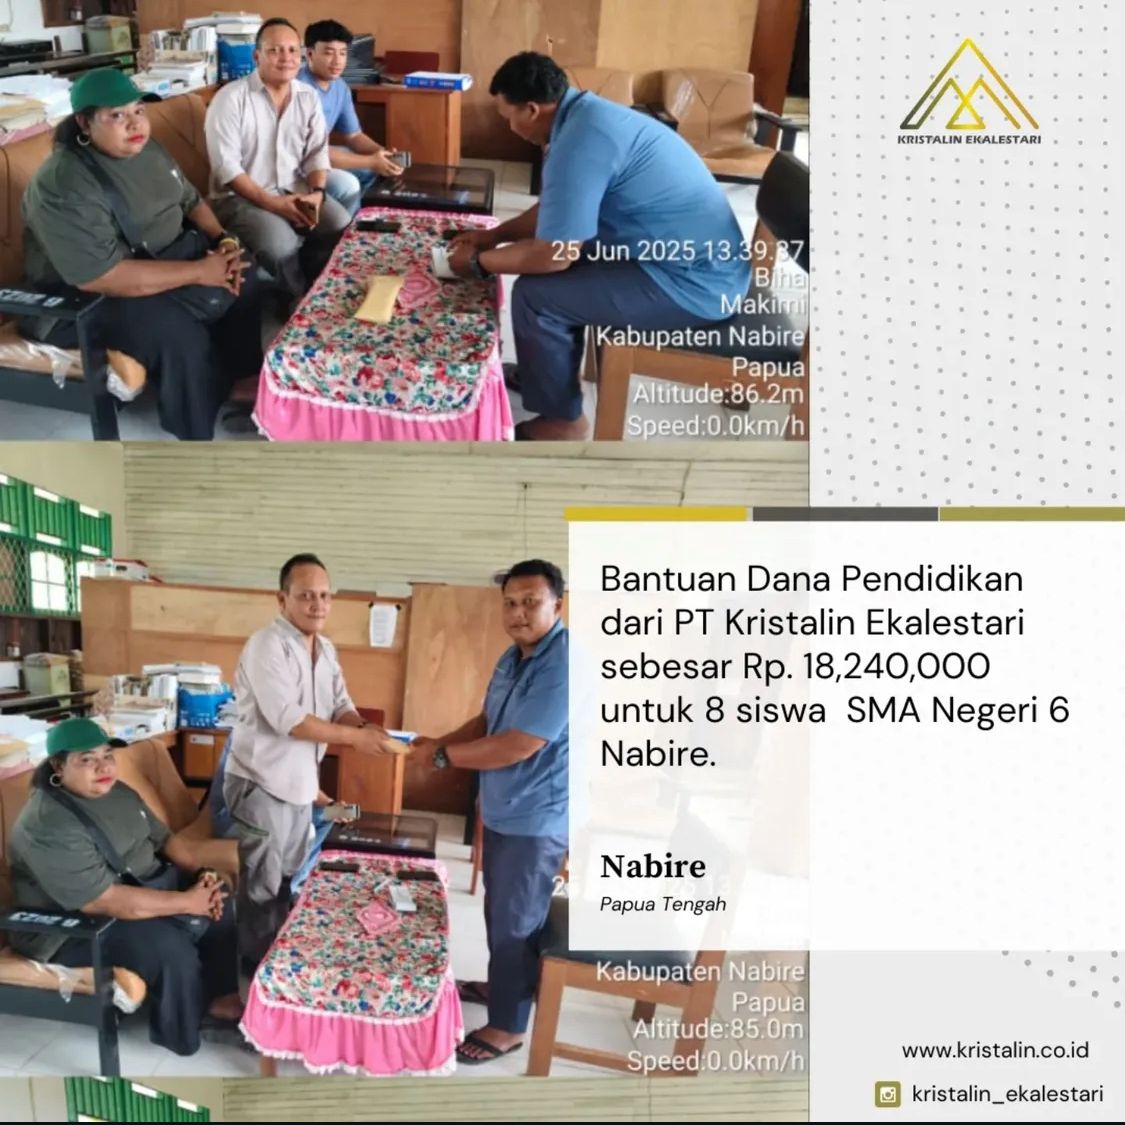 KRISTALIN EKALESTARI
25 Jun 2025 13.39.37
Biha
Makimi
Kabupaten Nabire
Papua
Altitude:86.2m
Speed:0.0km/h
Bantuan Dana Pendidikan
dari PT Kristalin Ekalestari
sebesar Rp. 18,240,000
untuk 8 siswa SMA Negeri 6
Nabire.
Nabire
Papua Tengah
Kabupaten Nabire
Papua
Altitude:85.0m
Speed:0.0km/h
www.kristalin.co.id
kristalin_ekalestari